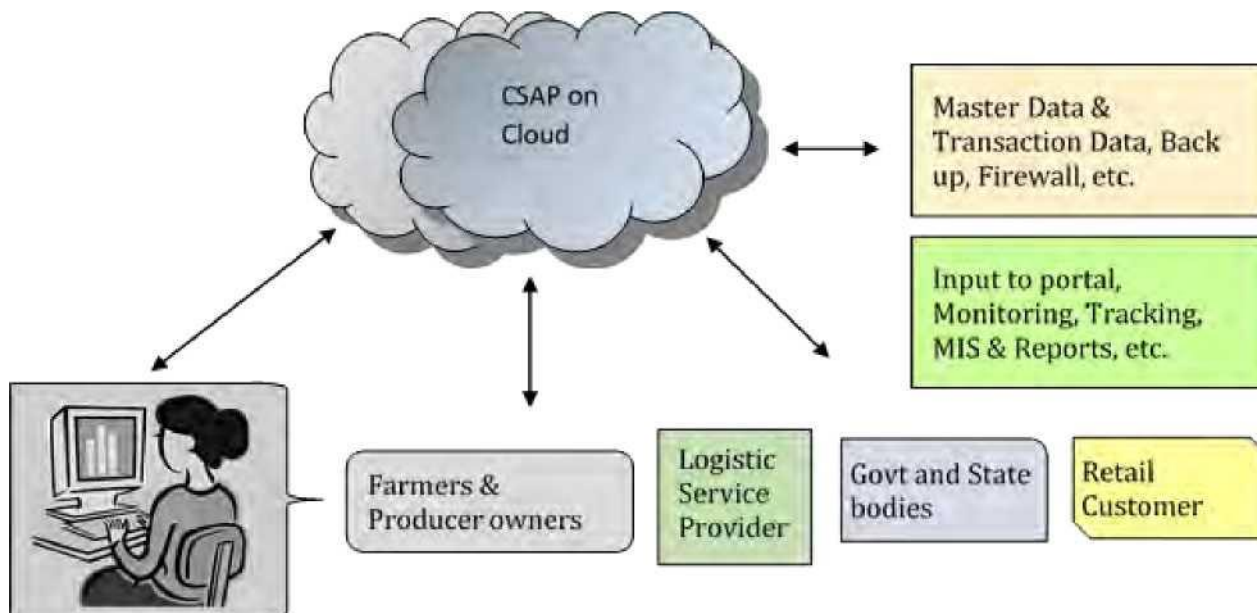 CSAP on
Cloud
Master Data &
Transaction Data, Back
up, Firewall, etc.
Input to portal,
Monitoring, Tracking,
MIS & Reports, etc.
Farmers &
Producer owners
Logistic
Service
Provider
Govt and State
bodies
Retail
Customer